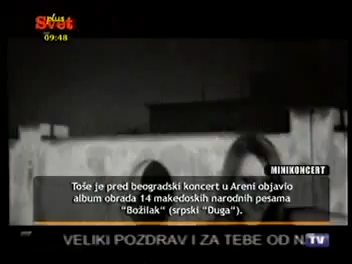 Svet plus
09:48
MINIKONCERT
Toše je pred beogradski koncert u Areni objavio
album obrada 14 makedoskih narodnih pesama
"Božilak" (srpski "Duga").
VELIKI POZDRAV I ZA TEBE OD N
TV